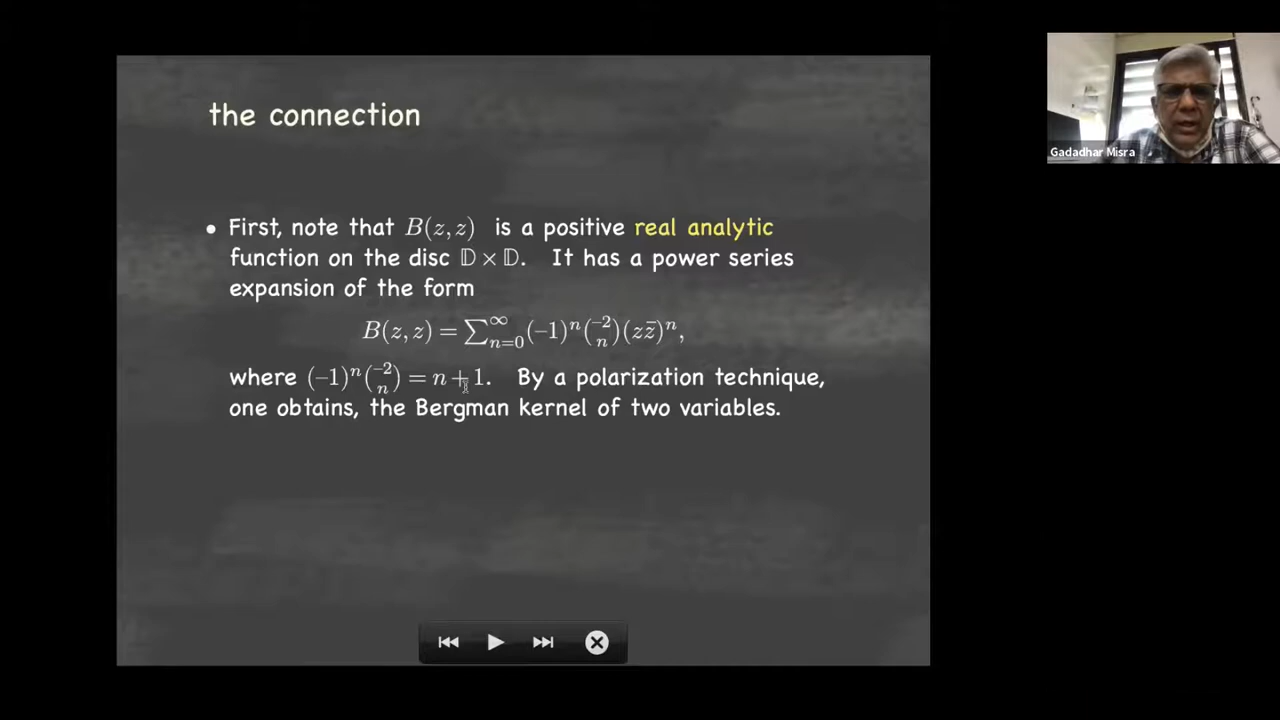 the connection
• First, note that B(z, z) is a positive real analytic
function on the disc 𝔻 × 𝔻. It has a power series
expansion of the form
B(z, z) = ∑_{n=0}^{∞} (−1)^n \binom{−2}{n} (z z̄)^n,
where (−1)^n \binom{−2}{n} = n + 1. By a polarization technique,
one obtains, the Bergman kernel of two variables.
Gadadhar Misra